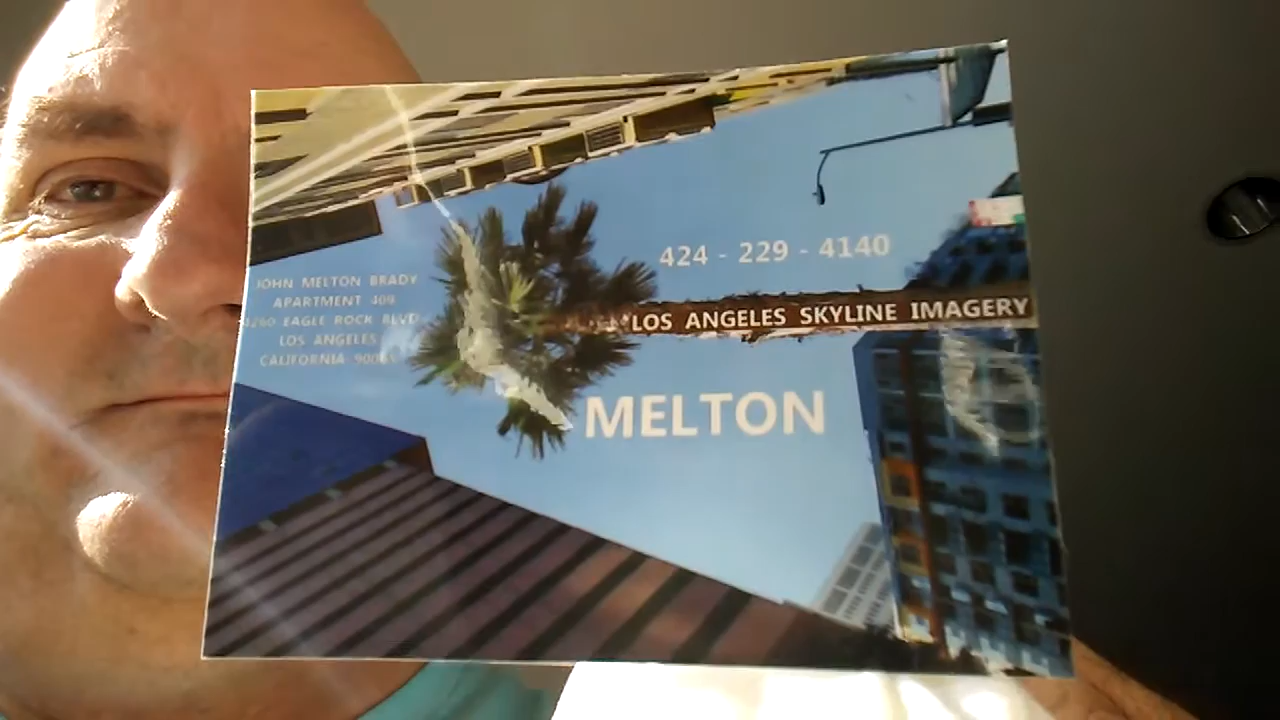 JOHN MELTON BRADY
APARTMENT 409
EAGLE ROCK BLVD
LOS ANGELES
CALIFORNIA
424 - 229 - 4140
LOS ANGELES SKYLINE IMAGERY
MELTON